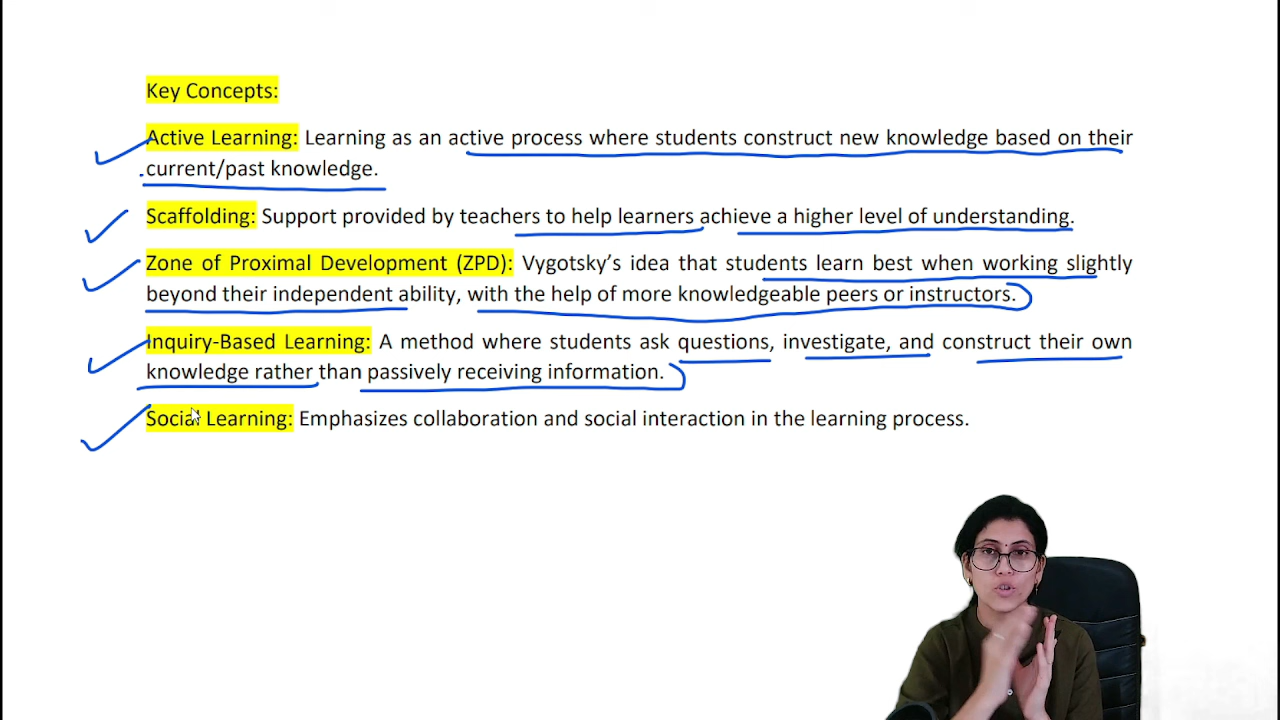 Key Concepts:
Active Learning: Learning as an active process where students construct new knowledge based on their
current/past knowledge.
Scaffolding: Support provided by teachers to help learners achieve a higher level of understanding.
Zone of Proximal Development (ZPD): Vygotsky’s idea that students learn best when working slightly
beyond their independent ability, with the help of more knowledgeable peers or instructors.
Inquiry-Based Learning: A method where students ask questions, investigate, and construct their own
knowledge rather than passively receiving information.
Social Learning: Emphasizes collaboration and social interaction in the learning process.